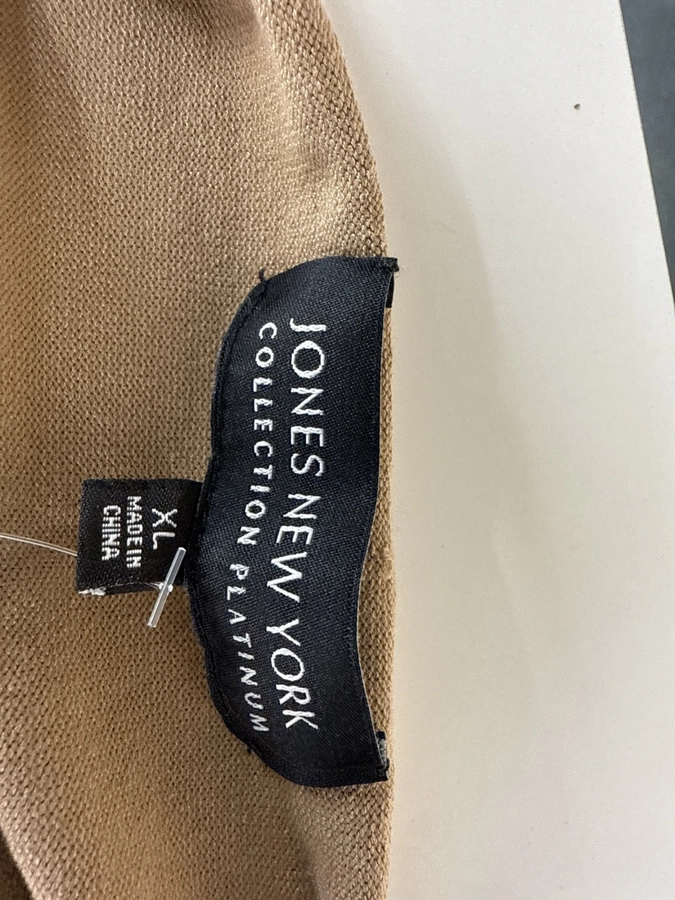 JONES NEW YORK
COLLECTION PLATINUM
XL
MADE IN
CHINA